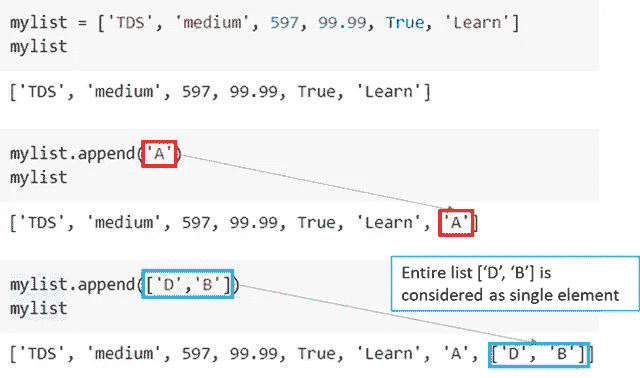 mylist = ['TDS', 'medium', 597, 99.99, True, 'Learn']
mylist
['TDS', 'medium', 597, 99.99, True, 'Learn']
mylist.append('A')
mylist
['TDS', 'medium', 597, 99.99, True, 'Learn', 'A']
Entire list [‘D’, ‘B’] is
considered as single element
mylist.append(['D','B'])
mylist
['TDS', 'medium', 597, 99.99, True, 'Learn', 'A', ['D', 'B']]